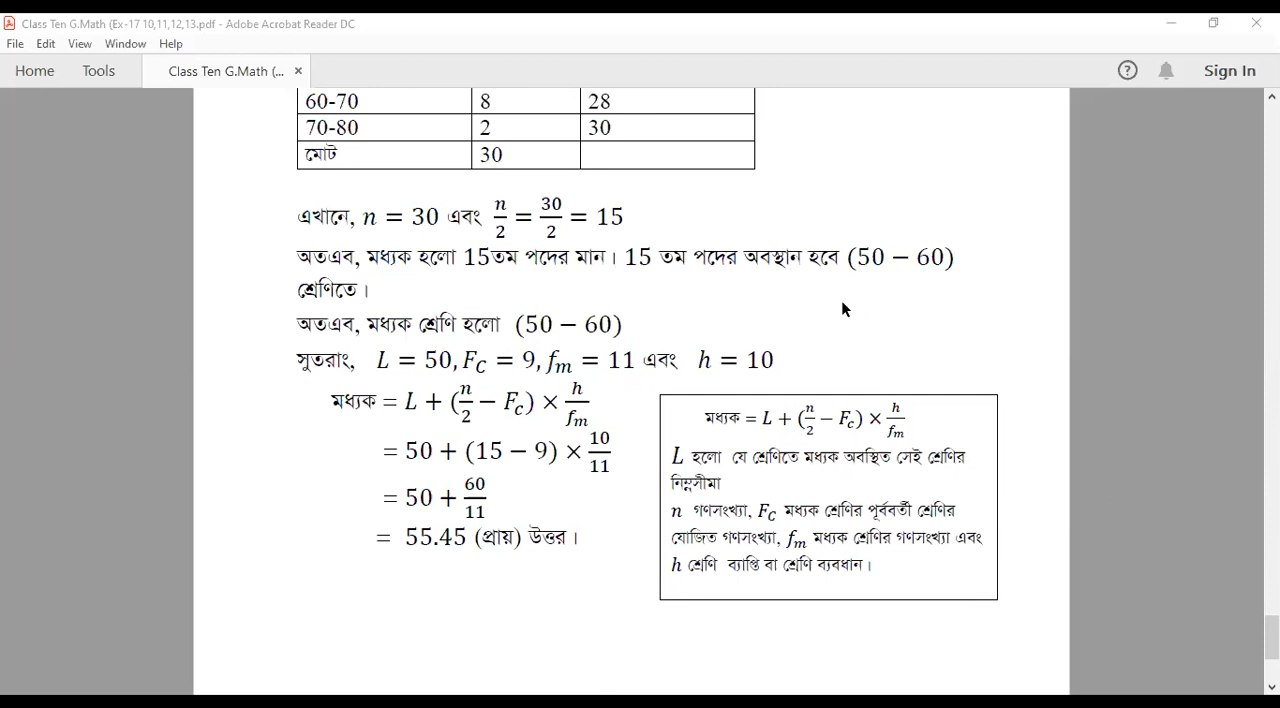 Class Ten G.Math (Ex-17 10,11,12,13.pdf - Adobe Acrobat Reader DC
File Edit View Window Help
Home Tools Class Ten G.Math (... × Sign In
60-70 8 28
70-80 2 30
মোট 30
এখানে, n = 30 এবং n/2 = 30/2 = 15
অতএব, মধ্যক হলো 15তম পদের মান। 15 তম পদের অবস্থান হবে (50 − 60)
শ্রেণিতে।
অতএব, মধ্যক শ্রেণি হলো (50 − 60)
সুতরাং, L = 50, F_C = 9, f_m = 11 এবং h = 10
মধ্যক = L + (n/2 − F_c) × h/f_m
= 50 + (15 − 9) × 10/11
= 50 + 60/11
= 55.45 (প্রায়) উত্তর।
মধ্যক = L + (n/2 − F_c) × h/f_m
L হলো যে শ্রেণিতে মধ্যক অবস্থিত সেই শ্রেণির
নিম্নসীমা
n গণসংখ্যা, F_C মধ্যক শ্রেণির পূর্ববর্তী শ্রেণির
যোজিত গণসংখ্যা, f_m মধ্যক শ্রেণির গণসংখ্যা এবং
h শ্রেণি ব্যাপ্তি বা শ্রেণি ব্যবধান।